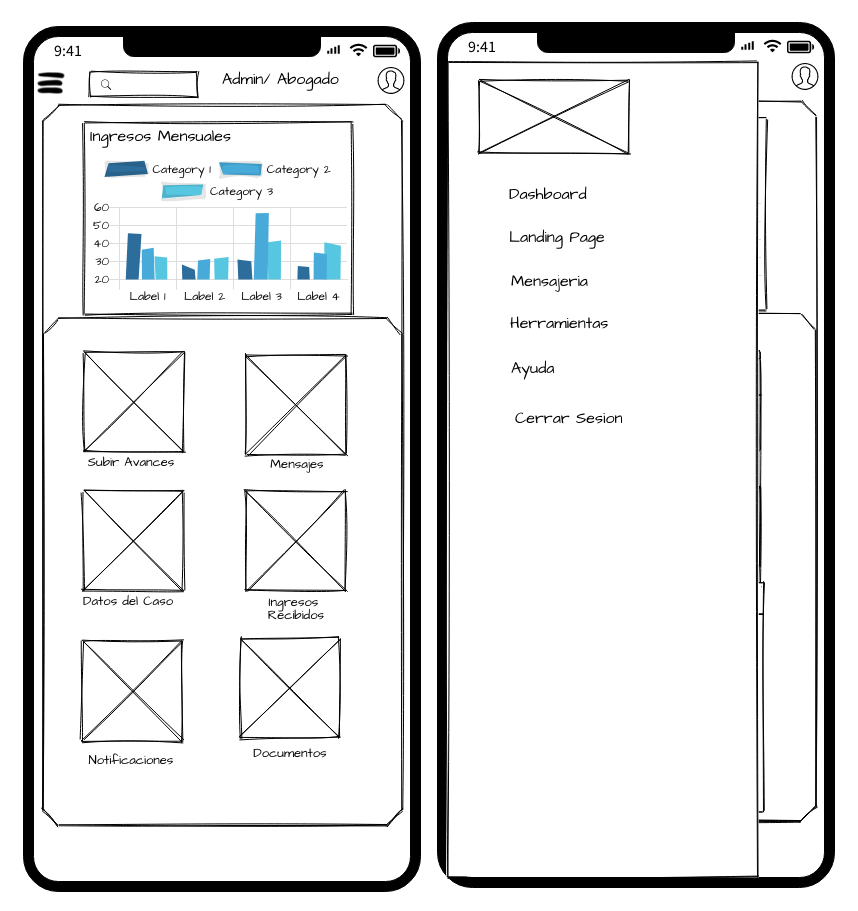 9:41
Admin/ Abogado
Ingresos Mensuales
Category 1 Category 2
Category 3
60
50
40
30
20
Label 1 Label 2 Label 3 Label 4
Subir Avances Mensajes
Datos del Caso Ingresos
Recibidos
Notificaciones Documentos
9:41
Dashboard
Landing Page
Mensajeria
Herramientas
Ayuda
Cerrar Sesion